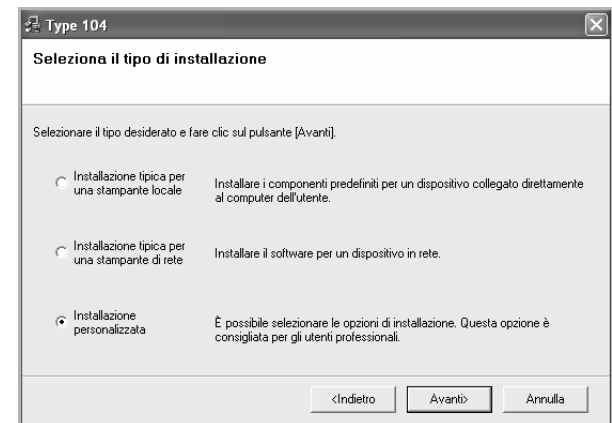 Type 104
Seleziona il tipo di installazione
Selezionare il tipo desiderato e fare clic sul pulsante [Avanti].
Installazione tipica per
una stampante locale
Installare i componenti predefiniti per un dispositivo collegato direttamente
al computer dell'utente.
Installazione tipica per
una stampante di rete
Installare il software per un dispositivo in rete.
Installazione
personalizzata
È possibile selezionare le opzioni di installazione. Questa opzione è
consigliata per gli utenti professionali.
<Indietro
Avanti>
Annulla